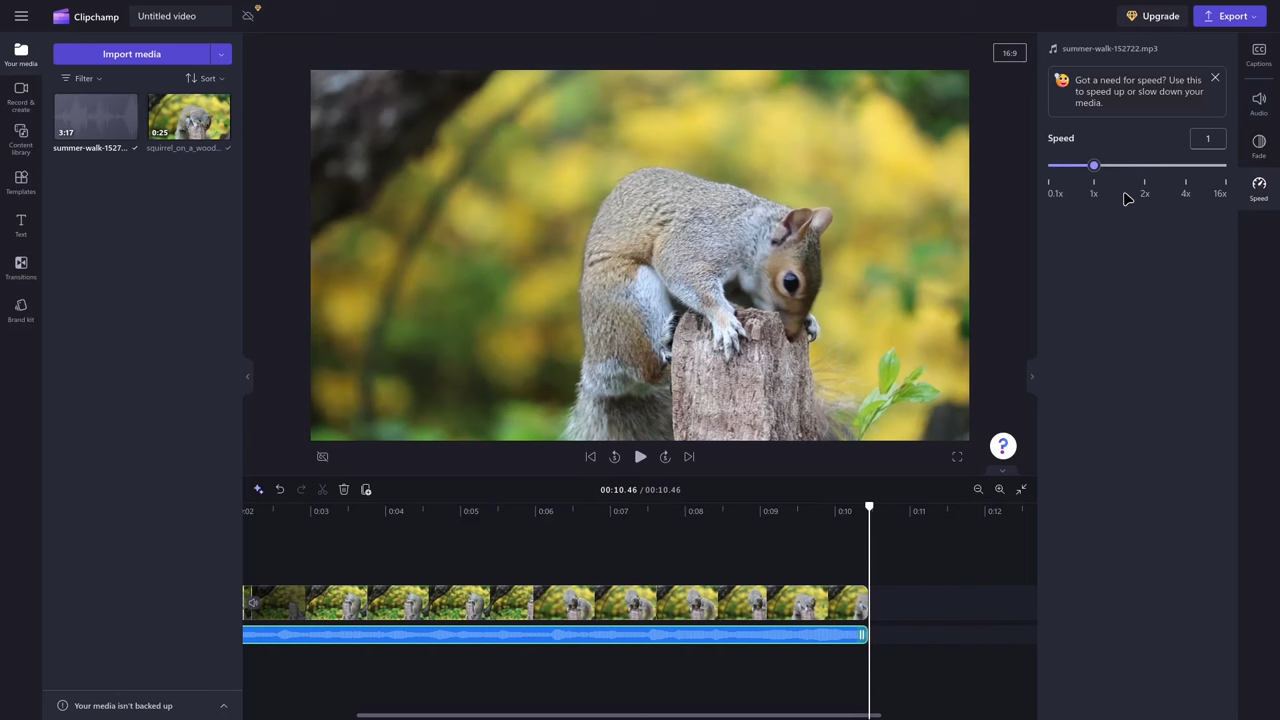 Clipchamp
Untitled video
Upgrade
Export
Your media
Import media
Filter
Sort
3:17
0:25
summer-walk-1527...
squirrel_on_a_wood...
Record & create
Content library
Templates
Text
Transitions
Brand kit
16:9
summer-walk-152722.mp3
Got a need for speed? Use this
to speed up or slow down your
media.
Speed
1
0.1x 1x 2x 4x 16x
Captions
Audio
Fade
Speed
5
5
?
00:10.46 / 00:10.46
:02 0:03 0:04 0:05 0:06 0:07 0:08 0:09 0:10 0:11 0:12
Your media isn't backed up